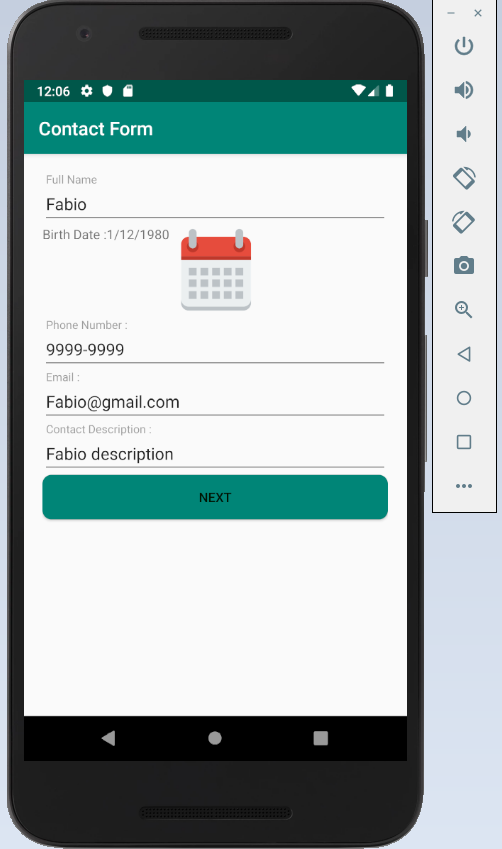 12:06
Contact Form
Full Name
Fabio
Birth Date :1/12/1980
Phone Number :
9999-9999
Email :
Fabio@gmail.com
Contact Description :
Fabio description
NEXT